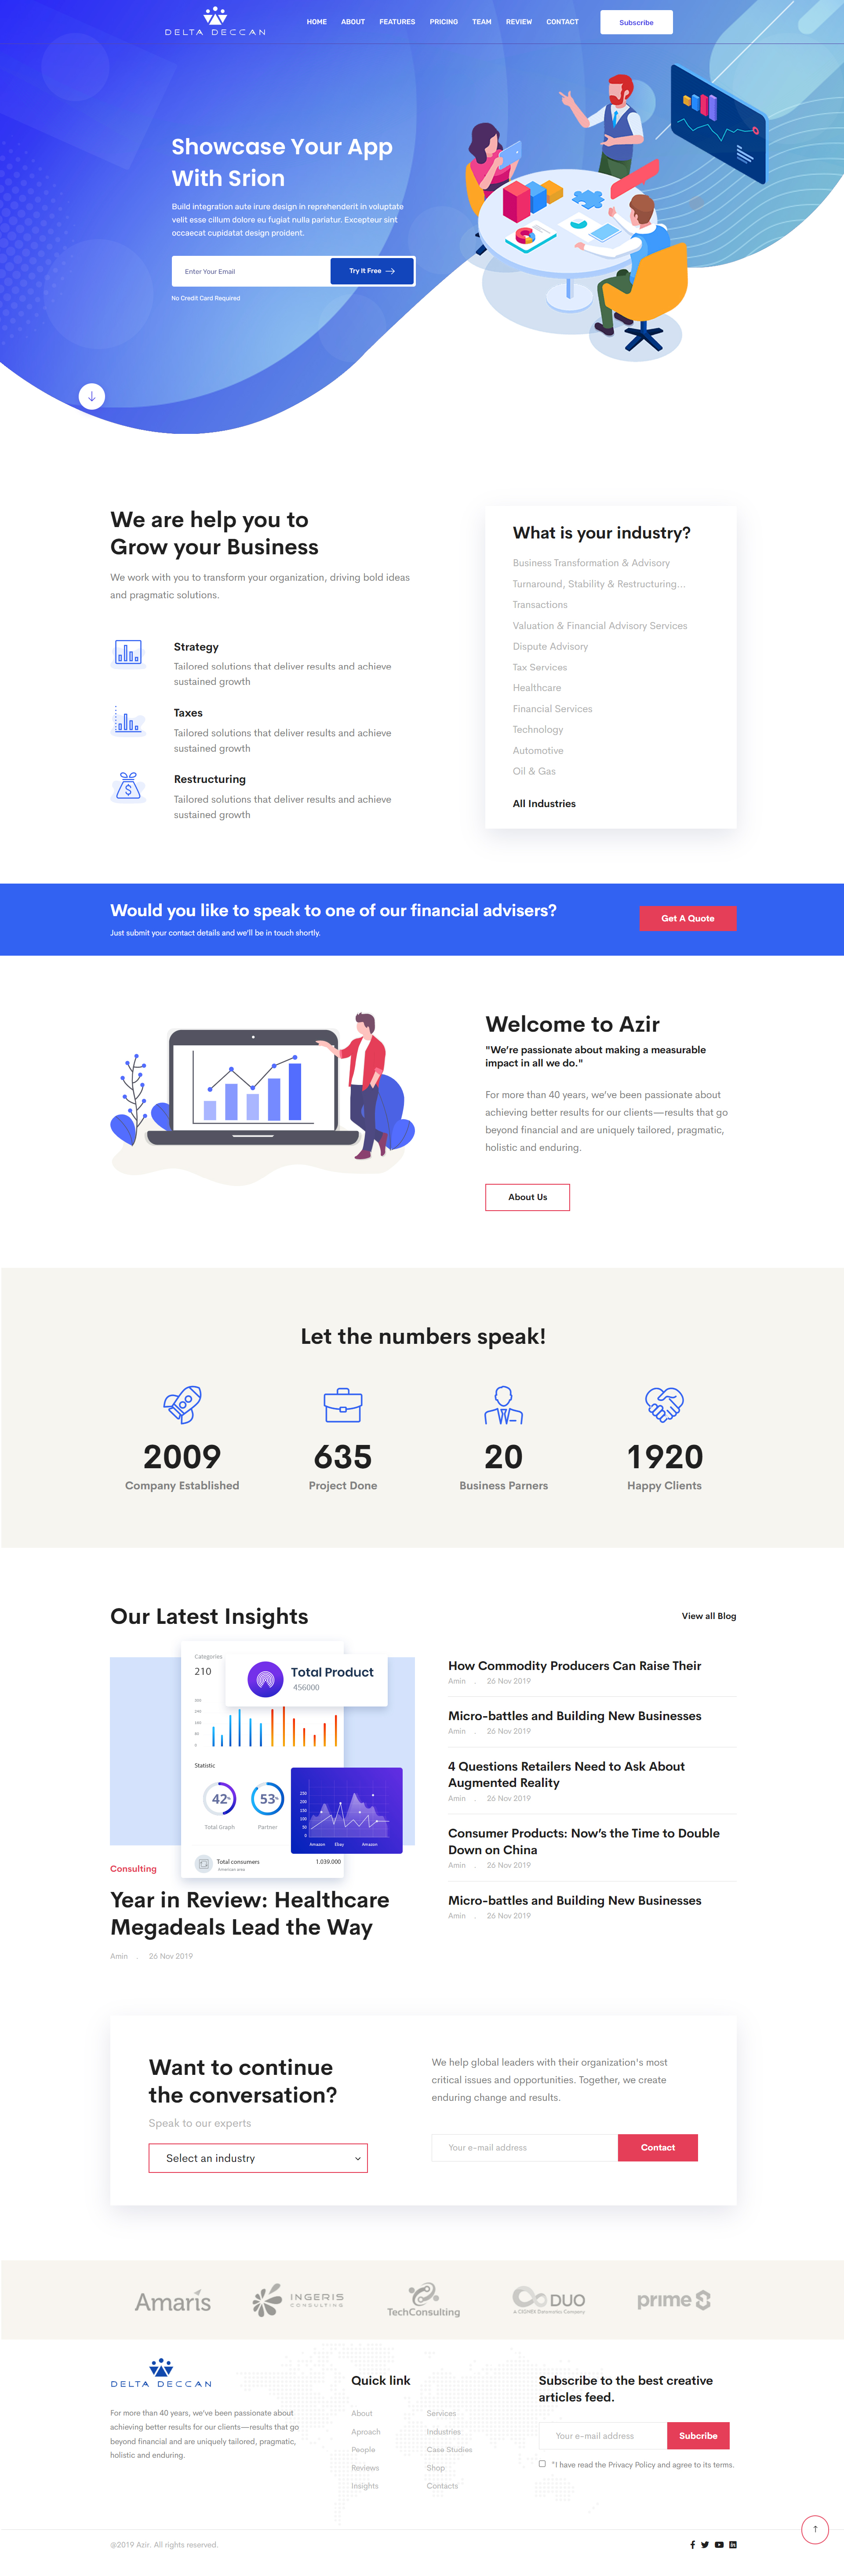 DELTA DECCAN
HOME ABOUT FEATURES PRICING TEAM REVIEW CONTACT
Subscribe
Showcase Your App
With Srion
Build integration aute irure design in reprehenderit in voluptate
velit esse cillum dolore eu fugiat nulla pariatur. Excepteur sint
occaecat cupidatat design proident.
Enter Your Email
Try It Free
No Credit Card Required
We are help you to
Grow your Business
We work with you to transform your organization, driving bold ideas
and pragmatic solutions.
Strategy
Tailored solutions that deliver results and achieve
sustained growth
Taxes
Tailored solutions that deliver results and achieve
sustained growth
Restructuring
Tailored solutions that deliver results and achieve
sustained growth
What is your industry?
Business Transformation & Advisory
Turnaround, Stability & Restructuring...
Transactions
Valuation & Financial Advisory Services
Dispute Advisory
Tax Services
Healthcare
Financial Services
Technology
Automotive
Oil & Gas
All Industries
Would you like to speak to one of our financial advisers?
Just submit your contact details and we'll be in touch shortly.
Get A Quote
Welcome to Azir
"We're passionate about making a measurable
impact in all we do."
For more than 40 years, we've been passionate about
achieving better results for our clients—results that go
beyond financial and are uniquely tailored, pragmatic,
holistic and enduring.
About Us
Let the numbers speak!
2009
Company Established
635
Project Done
20
Business Parners
1920
Happy Clients
Our Latest Insights
View all Blog
Categories
210
Total Product
456000
Statistic
42%
Total Graph
53%
Partner
250
200
150
100
50
0
Amazon Ebey Amazon
Total consumers
American area
1.039.000
Consulting
Year in Review: Healthcare
Megadeals Lead the Way
Amin . 26 Nov 2019
How Commodity Producers Can Raise Their
Amin . 26 Nov 2019
Micro-battles and Building New Businesses
Amin . 26 Nov 2019
4 Questions Retailers Need to Ask About
Augmented Reality
Amin . 26 Nov 2019
Consumer Products: Now's the Time to Double
Down on China
Amin . 26 Nov 2019
Micro-battles and Building New Businesses
Amin . 26 Nov 2019
Want to continue
the conversation?
Speak to our experts
Select an industry
We help global leaders with their organization's most
critical issues and opportunities. Together, we create
enduring change and results.
Your e-mail address
Contact
Amaris
INGERIS
CONSULTING
TechConsulting
DUO
prime
DELTA DECCAN
For more than 40 years, we've been passionate about
achieving better results for our clients—results that go
beyond financial and are uniquely tailored, pragmatic,
holistic and enduring.
Quick link
About
Aproach
People
Reviews
Insights
Services
Industries
Case Studies
Shop
Contacts
Subscribe to the best creative
articles feed.
Your e-mail address
Subcribe
*I have read the Privacy Policy and agree to its terms.
@2019 Azir. All rights reserved.